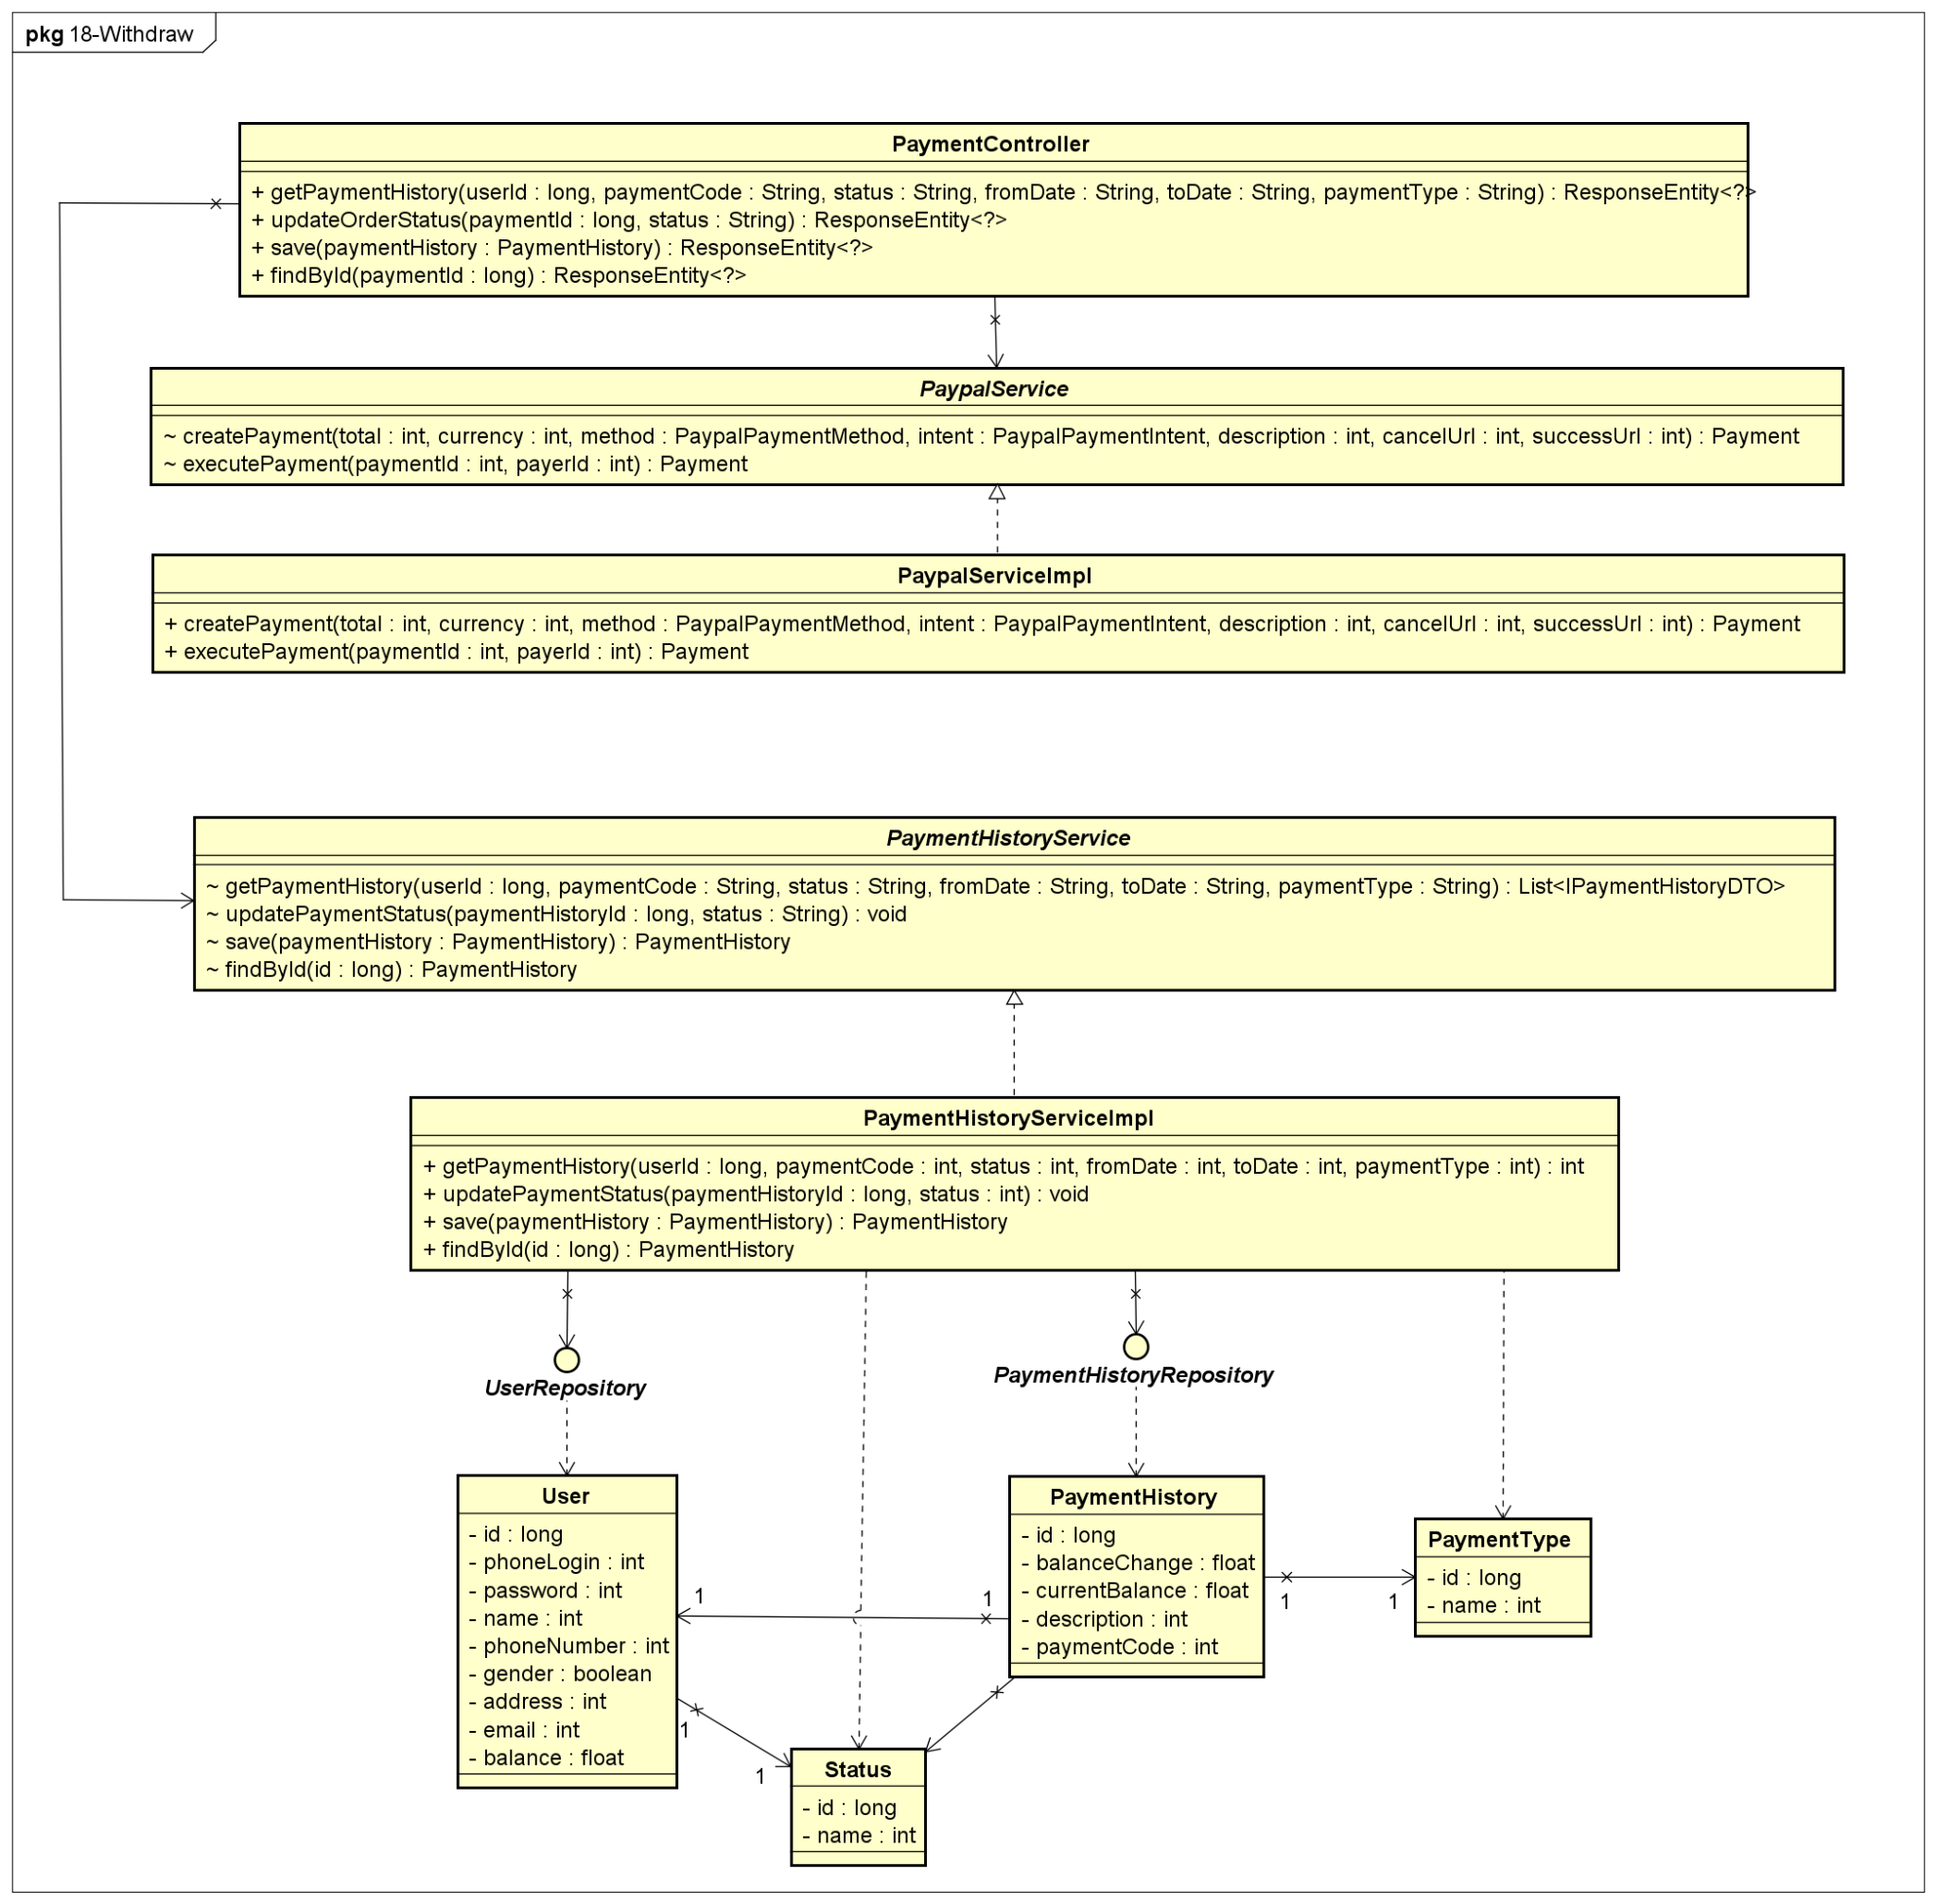 pkg 18-Withdraw
PaymentController
+ getPaymentHistory(userId : long, paymentCode : String, status : String, fromDate : String, toDate : String, paymentType : String) : ResponseEntity<?>
+ updateOrderStatus(paymentId : long, status : String) : ResponseEntity<?>
+ save(paymentHistory : PaymentHistory) : ResponseEntity<?>
+ findById(paymentId : long) : ResponseEntity<?>
PaypalService
~ createPayment(total : int, currency : int, method : PaypalPaymentMethod, intent : PaypalPaymentIntent, description : int, cancelUrl : int, successUrl : int) : Payment
~ executePayment(paymentId : int, payerId : int) : Payment
PaypalServiceImpl
+ createPayment(total : int, currency : int, method : PaypalPaymentMethod, intent : PaypalPaymentIntent, description : int, cancelUrl : int, successUrl : int) : Payment
+ executePayment(paymentId : int, payerId : int) : Payment
PaymentHistoryService
~ getPaymentHistory(userId : long, paymentCode : String, status : String, fromDate : String, toDate : String, paymentType : String) : List<IPaymentHistoryDTO>
~ updatePaymentStatus(paymentHistoryId : long, status : String) : void
~ save(paymentHistory : PaymentHistory) : PaymentHistory
~ findById(id : long) : PaymentHistory
PaymentHistoryServiceImpl
+ getPaymentHistory(userId : long, paymentCode : int, status : int, fromDate : int, toDate : int, paymentType : int) : int
+ updatePaymentStatus(paymentHistoryId : long, status : int) : void
+ save(paymentHistory : PaymentHistory) : PaymentHistory
+ findById(id : long) : PaymentHistory
UserRepository
PaymentHistoryRepository
User
- id : long
- phoneLogin : int
- password : int
- name : int
- phoneNumber : int
- gender : boolean
- address : int
- email : int
- balance : float
1
1
PaymentHistory
- id : long
- balanceChange : float
- currentBalance : float
- description : int
- paymentCode : int
1
1
PaymentType
- id : long
- name : int
1
1
Status
- id : long
- name : int